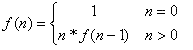 f(n) = { 1 n = 0
n * f(n − 1) n > 0